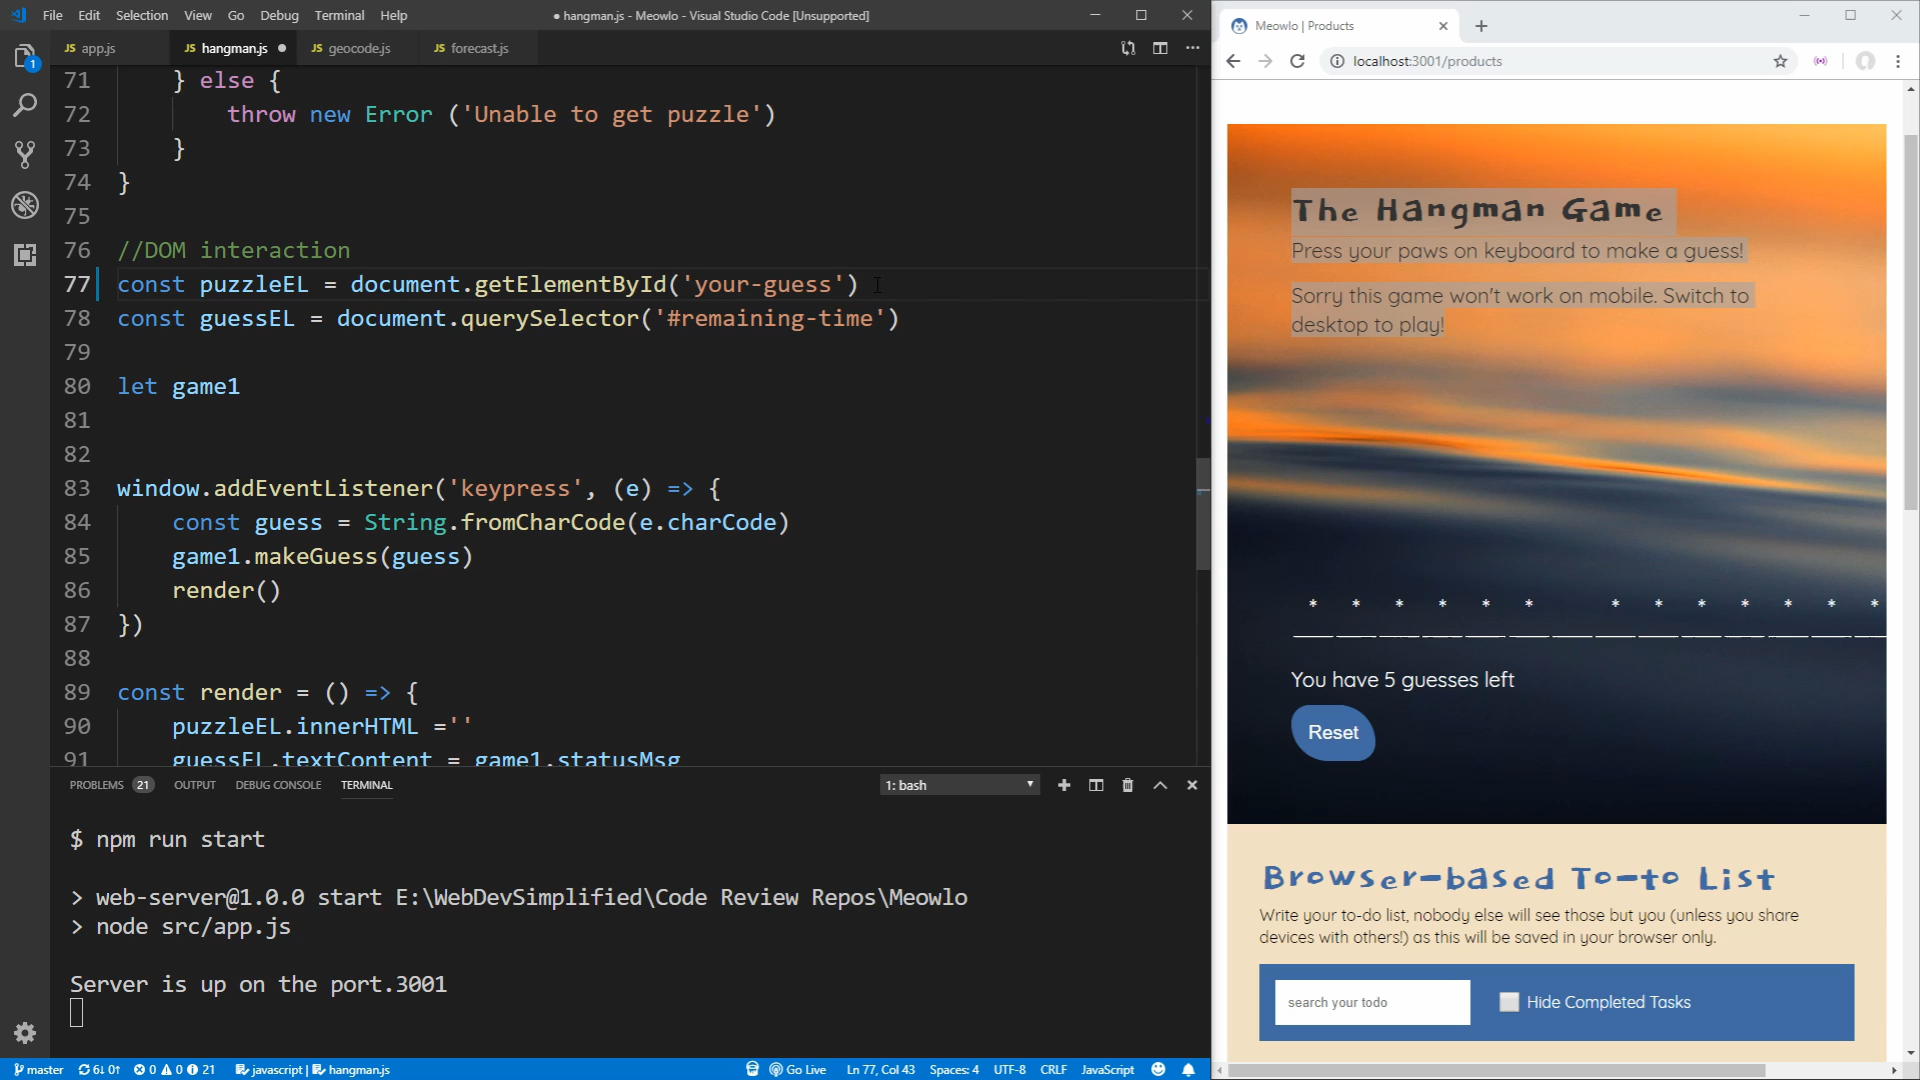 File Edit Selection View Go Debug Terminal Help
● hangman.js - Meowlo - Visual Studio Code [Unsupported]
JS app.js JS hangman.js ● JS geocode.js JS forecast.js
1
71 } else {
72 throw new Error ('Unable to get puzzle')
73 }
74 }
75
76 //DOM interaction
77 const puzzleEL = document.getElementById('your-guess')
78 const guessEL = document.querySelector('#remaining-time')
79
80 let game1
81
82
83 window.addEventListener('keypress', (e) => {
84 const guess = String.fromCharCode(e.charCode)
85 game1.makeGuess(guess)
86 render()
87 })
88
89 const render = () => {
90 puzzleEL.innerHTML =''
91 guessEL.textContent = game1.statusMsg
PROBLEMS 21 OUTPUT DEBUG CONSOLE TERMINAL 1: bash
$ npm run start
> web-server@1.0.0 start E:\WebDevSimplified\Code Review Repos\Meowlo
> node src/app.js
Server is up on the port.3001
master 6↓ 0↑ 0 0 21 javascript | hangman.js Go Live Ln 77, Col 43 Spaces: 4 UTF-8 CRLF JavaScript
Meowlo | Products
localhost:3001/products
The Hangman Game
Press your paws on keyboard to make a guess!
Sorry this game won't work on mobile. Switch to
desktop to play!
* * * * * * * * * * * * *
You have 5 guesses left
Reset
Browser-based To-to List
Write your to-do list, nobody else will see those but you (unless you share
devices with others!) as this will be saved in your browser only.
search your todo
Hide Completed Tasks